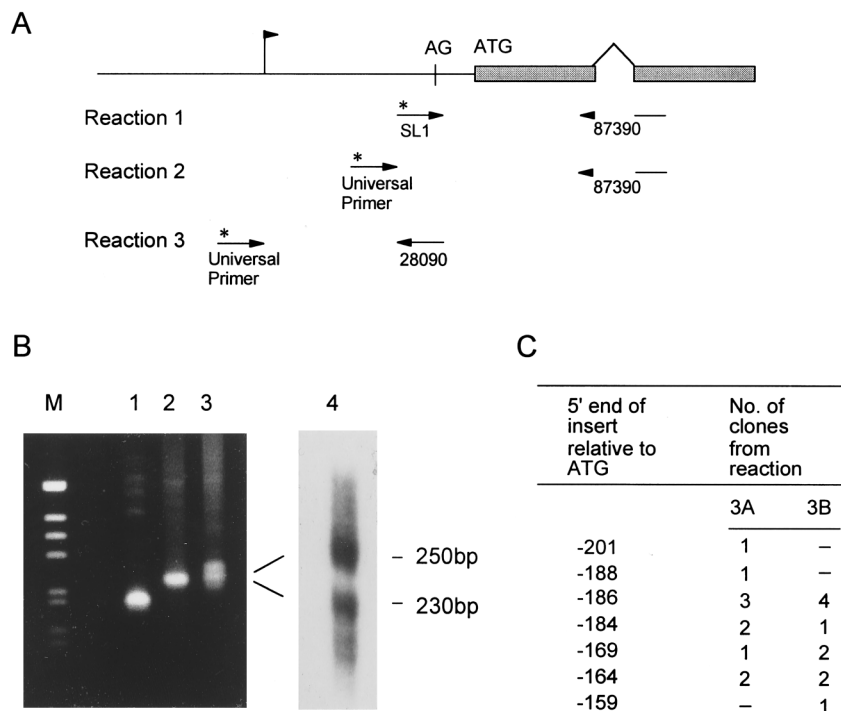 A
AG ATG
Reaction 1
*
SL1
87390
Reaction 2
*
Universal
Primer
87390
Reaction 3
*
Universal
Primer
28090
B
M 1 2 3 4
– 250bp
– 230bp
C
5' end of
insert
relative to
ATG
No. of
clones
from
reaction
3A 3B
-201 1 –
-188 1 –
-186 3 4
-184 2 1
-169 1 2
-164 2 2
-159 – 1